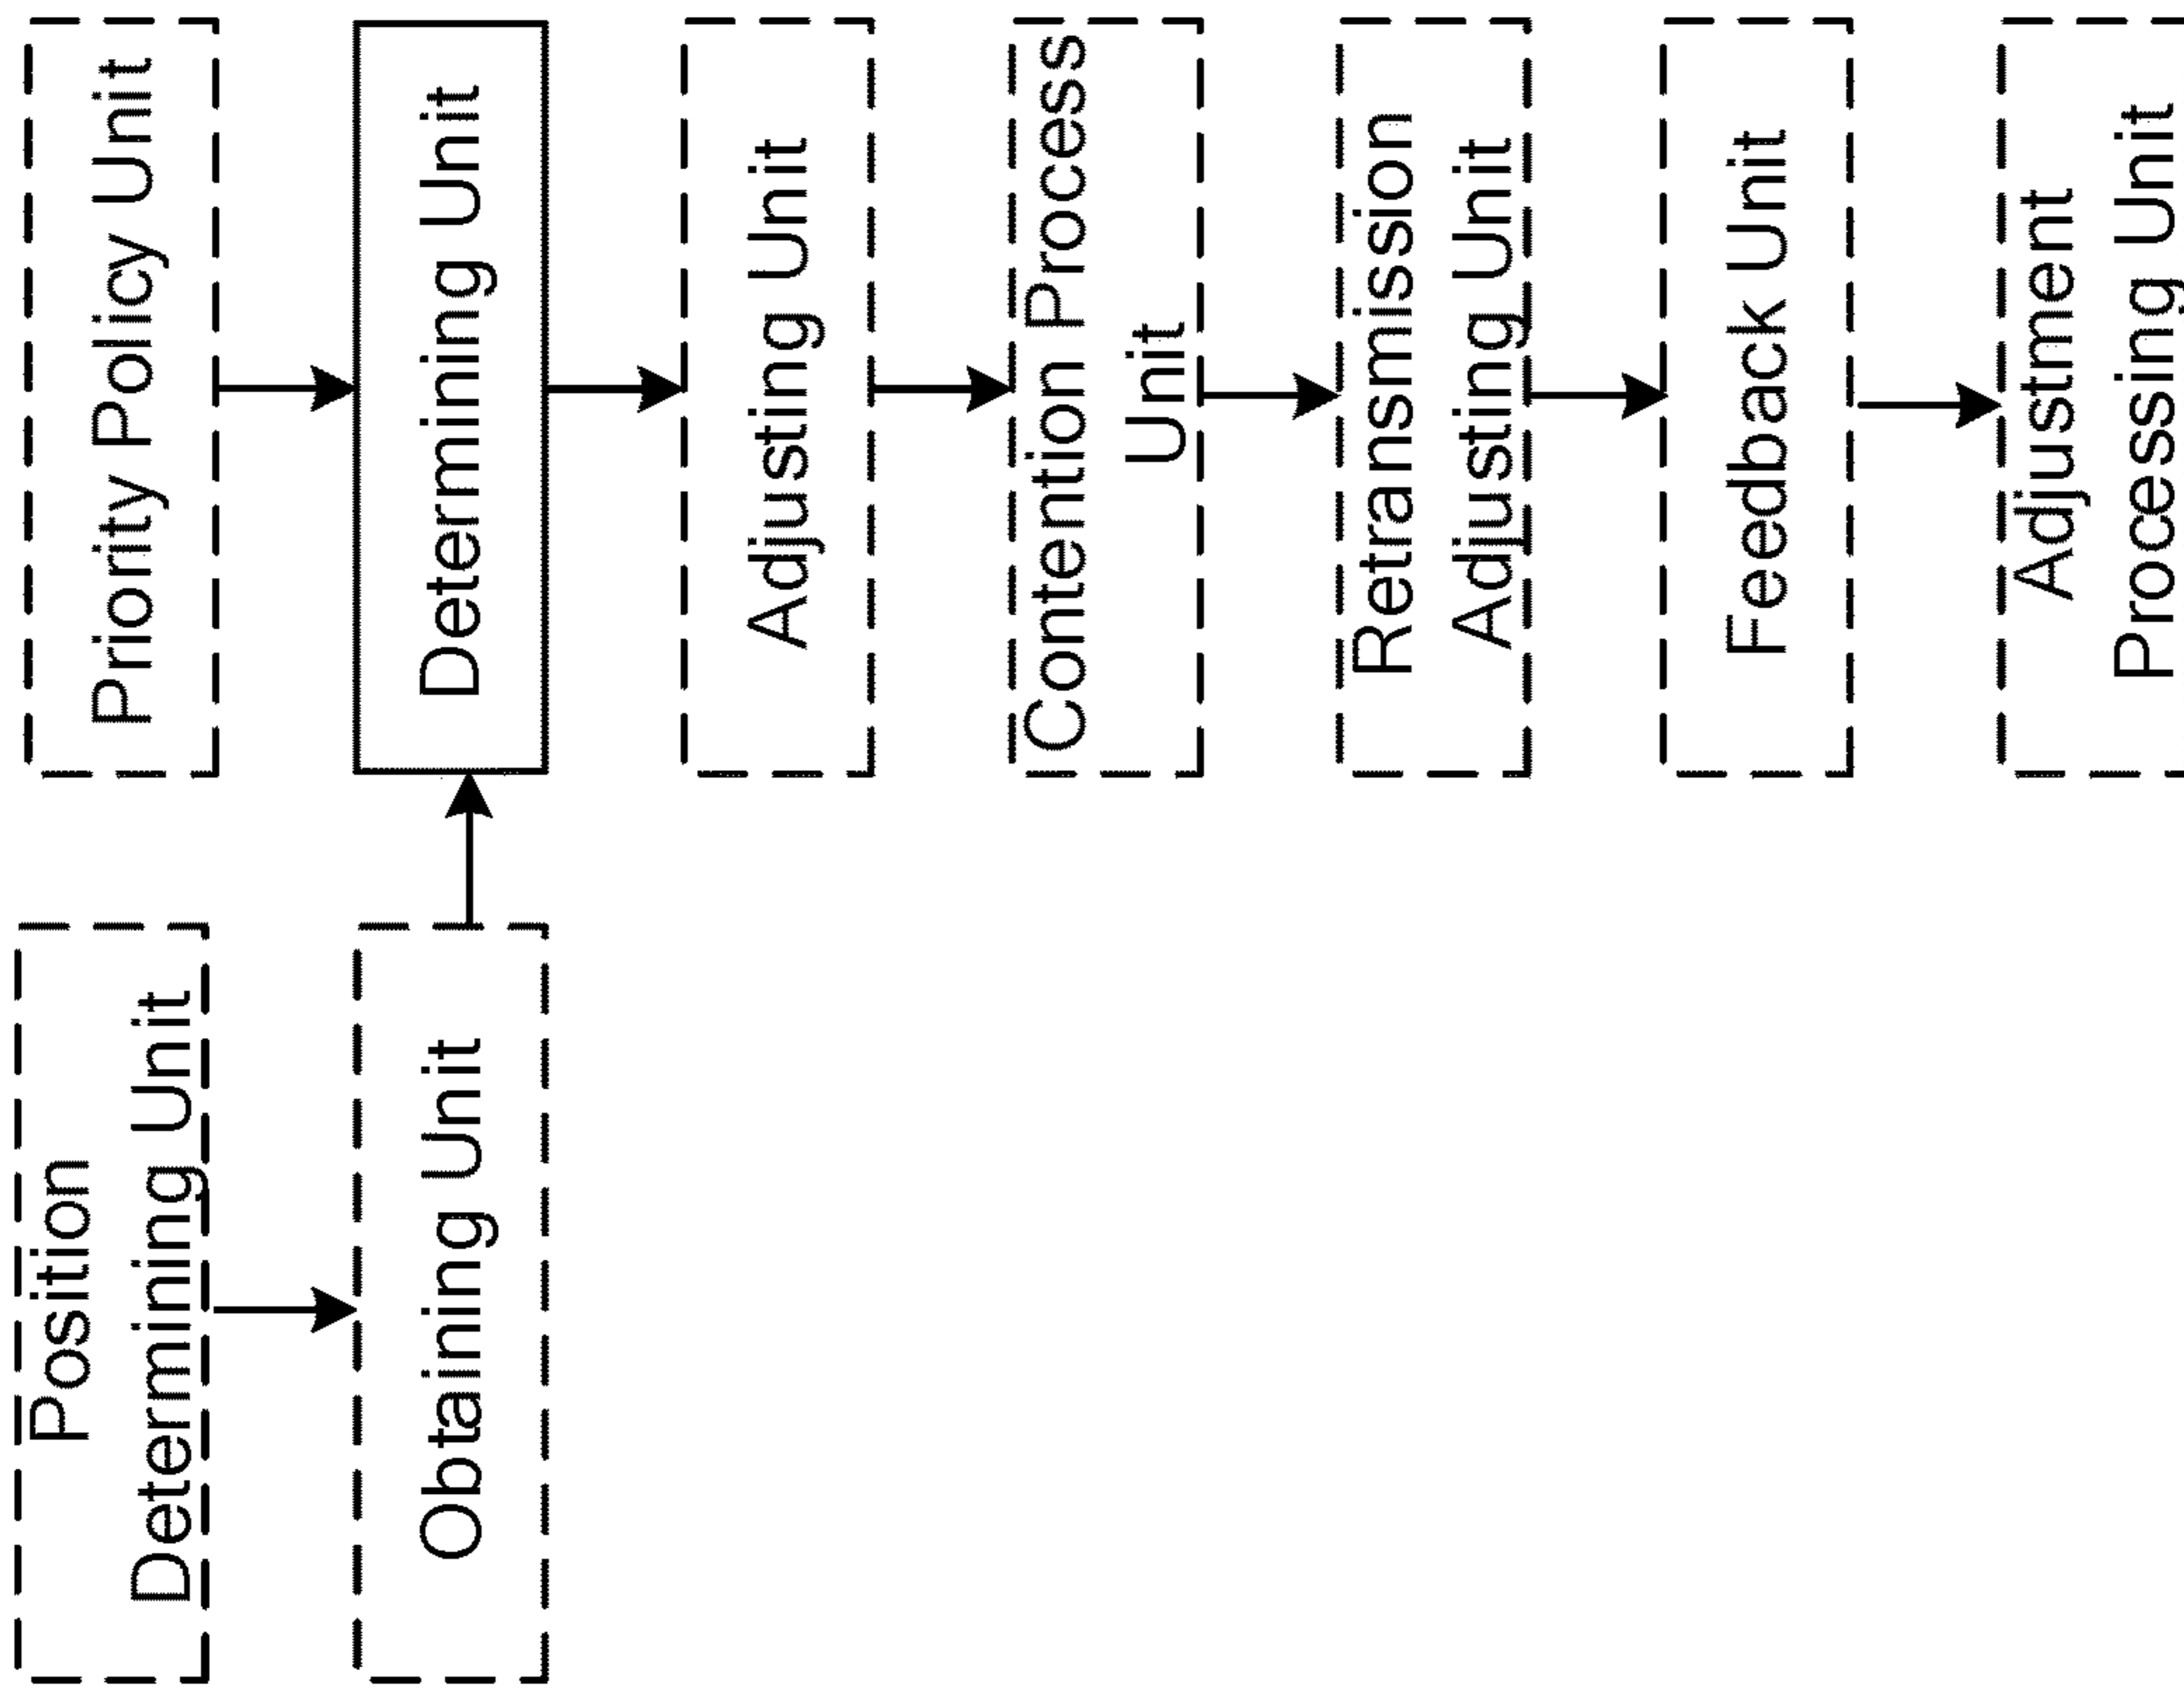 Priority Policy Unit
Determining Unit
Adjusting Unit
Contention Process
Unit
Retransmission
Adjusting Unit
Feedback Unit
Adjustment
Processing Unit
Position
Determining Unit
Obtaining Unit